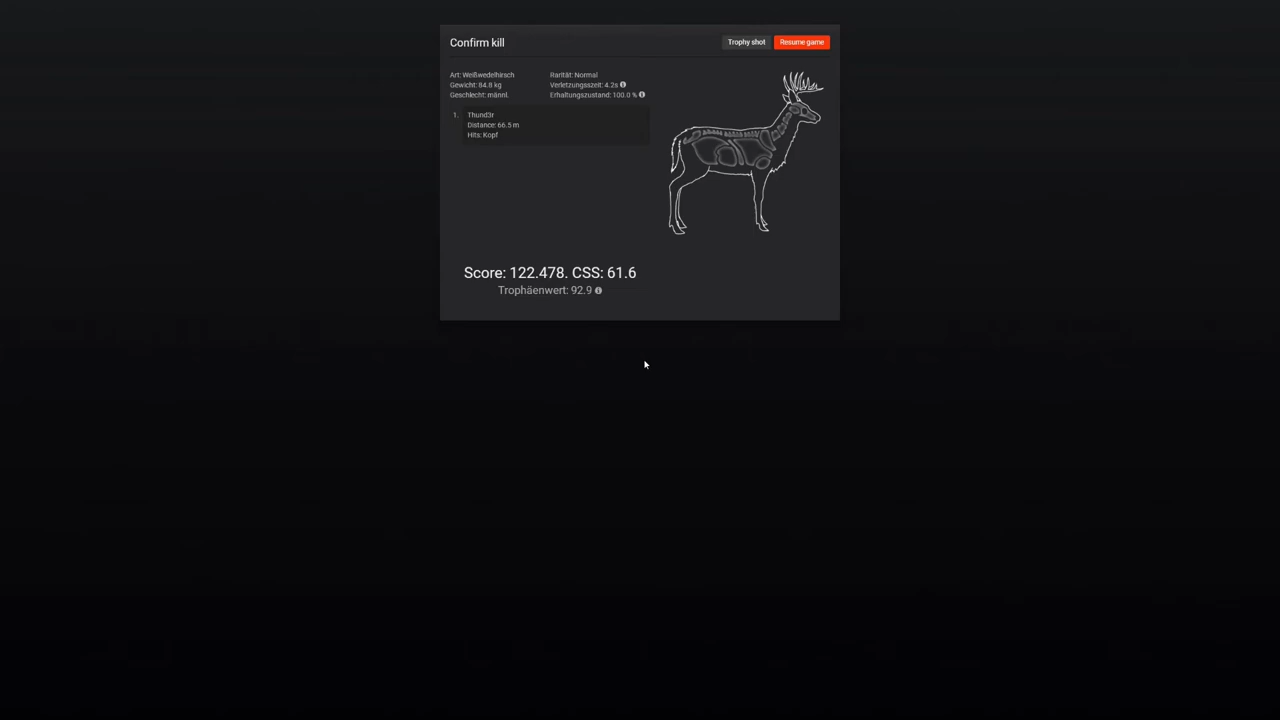 Confirm kill
Trophy shot
Resume game
Art: Weißwedelhirsch
Gewicht: 84.8 kg
Geschlecht: männl.
Rarität: Normal
Verletzungszeit: 4.2s
Erhaltungszustand: 100.0 %
1.
Thund3r
Distance: 66.5 m
Hits: Kopf
Score: 122.478. CSS: 61.6
Trophäenwert: 92.9